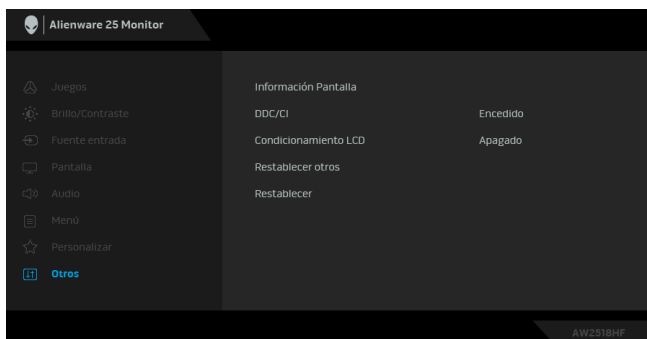 Alienware 25 Monitor
Juegos
Información Pantalla
Brillo/Contraste
DDC/CI Encedido
Fuente entrada
Condicionamiento LCD Apagado
Pantalla
Restablecer otros
Audio
Restablecer
Menú
Personalizar
Otros
AW2518HF